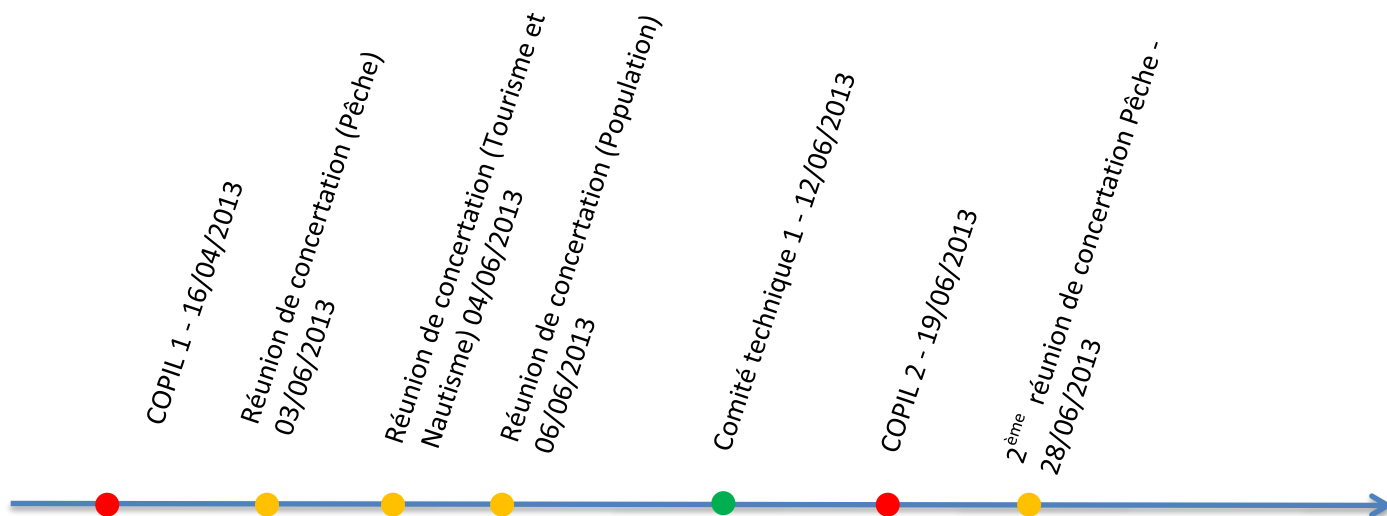 COPIL 1 - 16/04/2013
Réunion de concertation (Pêche)
03/06/2013
Réunion de concertation (Tourisme et
Nautisme) 04/06/2013
Réunion de concertation (Population)
06/06/2013
Comité technique 1 - 12/06/2013
COPIL 2 - 19/06/2013
2ème réunion de concertation Pêche -
28/06/2013